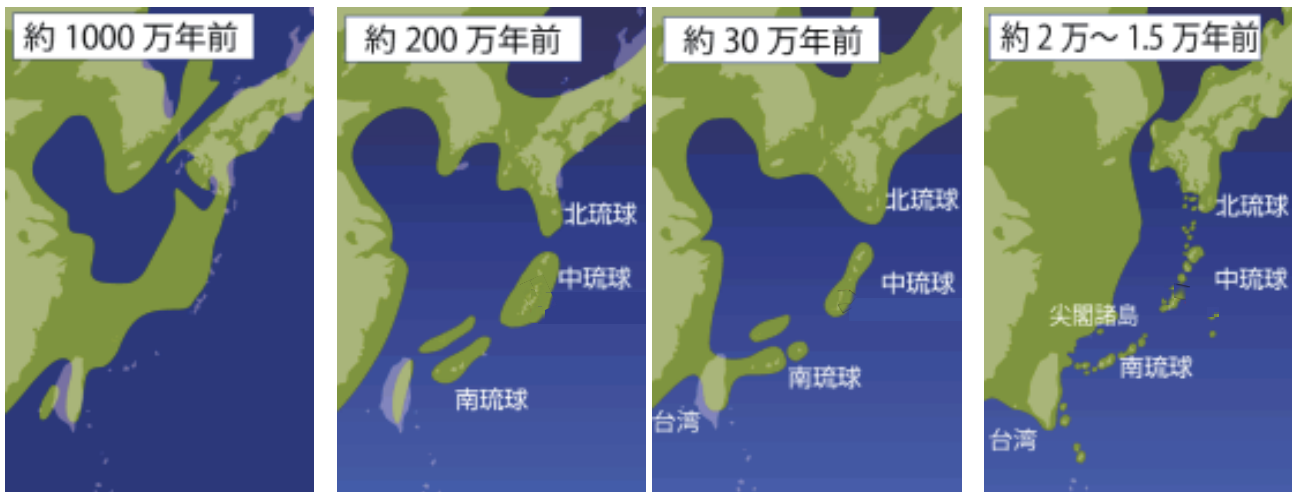 約 1000 万年前
約 200 万年前
北琉球
中琉球
南琉球
約 30 万年前
北琉球
中琉球
南琉球
台湾
約 2 万~ 1.5 万年前
北琉球
中琉球
尖閣諸島
南琉球
台湾